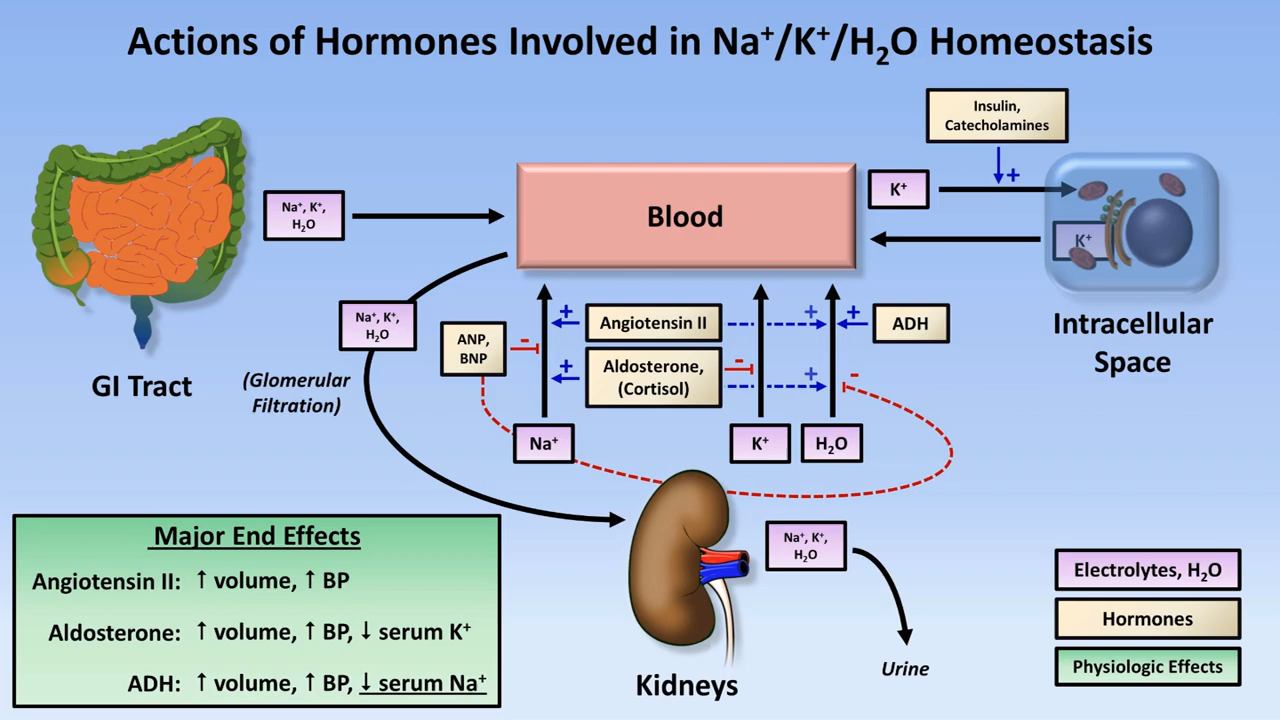 Actions of Hormones Involved in Na⁺/K⁺/H₂O Homeostasis
Insulin,
Catecholamines
+
Na⁺, K⁺,
H₂O
Blood
K⁺
K⁺
Intracellular
Space
GI Tract
Na⁺, K⁺,
H₂O
(Glomerular
Filtration)
ANP,
BNP
-
+
Angiotensin II
+
+
ADH
+
Aldosterone,
(Cortisol)
-
+
-
Na⁺
K⁺
H₂O
Na⁺, K⁺,
H₂O
Urine
Kidneys
Major End Effects
Angiotensin II: ↑ volume, ↑ BP
Aldosterone: ↑ volume, ↑ BP, ↓ serum K⁺
ADH: ↑ volume, ↑ BP, ↓ serum Na⁺
Electrolytes, H₂O
Hormones
Physiologic Effects